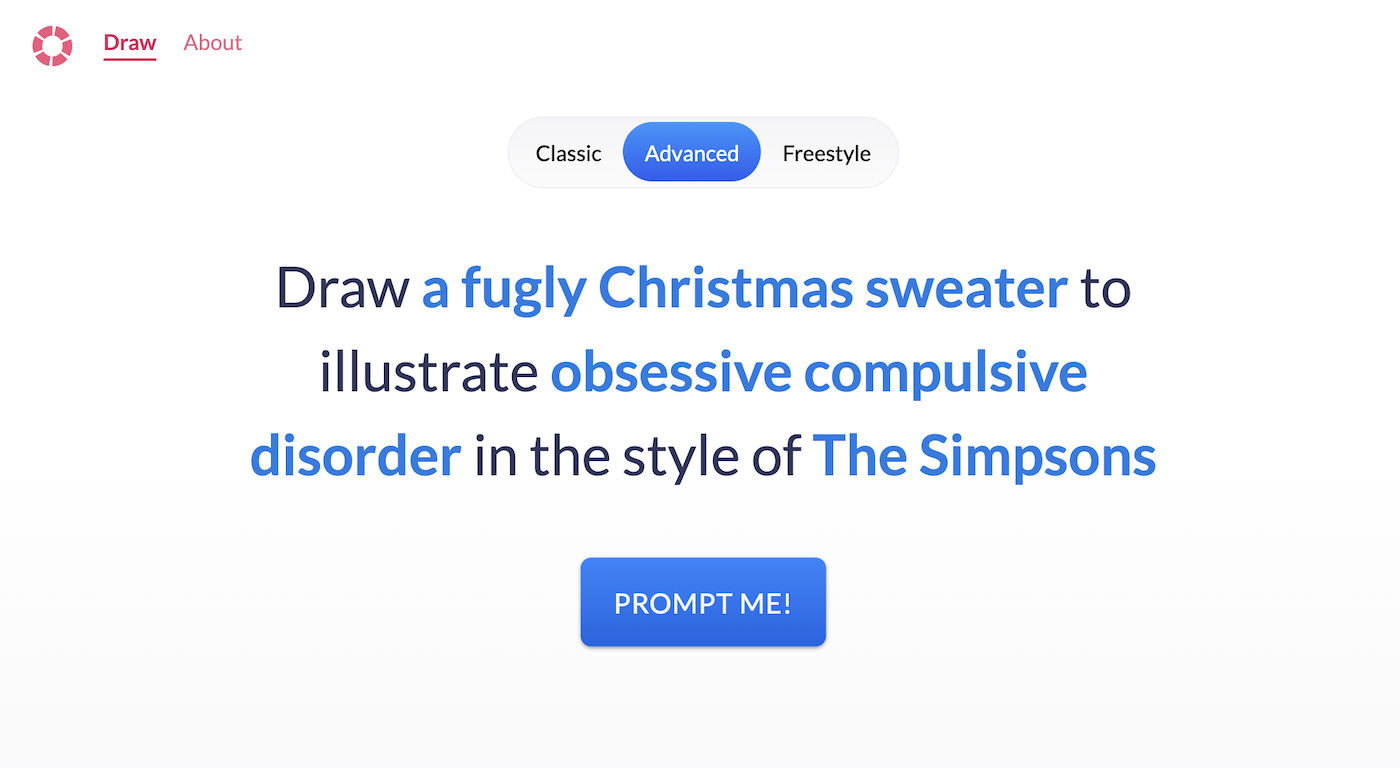 Draw About
Classic Advanced Freestyle
Draw a fugly Christmas sweater to
illustrate obsessive compulsive
disorder in the style of The Simpsons
PROMPT ME!